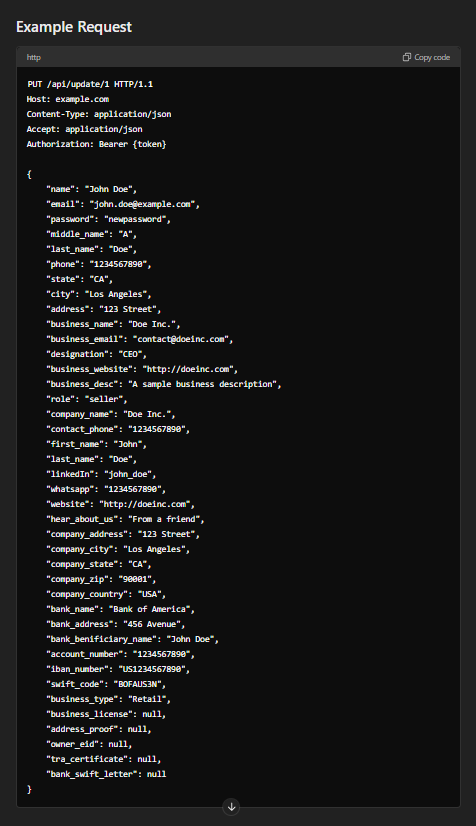 Example Request
http
Copy code
PUT /api/update/1 HTTP/1.1
Host: example.com
Content-Type: application/json
Accept: application/json
Authorization: Bearer {token}
{
"name": "John Doe",
"email": "john.doe@example.com",
"password": "newpassword",
"middle_name": "A",
"last_name": "Doe",
"phone": "1234567890",
"state": "CA",
"city": "Los Angeles",
"address": "123 Street",
"business_name": "Doe Inc.",
"business_email": "contact@doeinc.com",
"designation": "CEO",
"business_website": "http://doeinc.com",
"business_desc": "A sample business description",
"role": "seller",
"company_name": "Doe Inc.",
"contact_phone": "1234567890",
"first_name": "John",
"last_name": "Doe",
"linkedIn": "john_doe",
"whatsapp": "1234567890",
"website": "http://doeinc.com",
"hear_about_us": "From a friend",
"company_address": "123 Street",
"company_city": "Los Angeles",
"company_state": "CA",
"company_zip": "90001",
"company_country": "USA",
"bank_name": "Bank of America",
"bank_address": "456 Avenue",
"bank_benificiary_name": "John Doe",
"account_number": "1234567890",
"iban_number": "US1234567890",
"swift_code": "BOFAUS3N",
"business_type": "Retail",
"business_license": null,
"address_proof": null,
"owner_eid": null,
"tra_certificate": null,
"bank_swift_letter": null
}